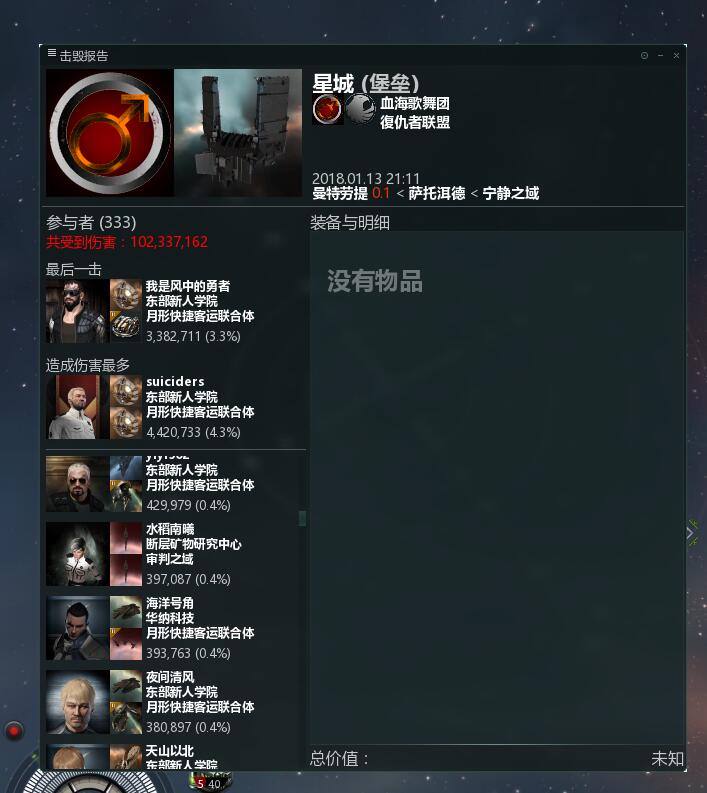 击毁报告
星城 (堡垒)
血海歌舞团
復仇者联盟
2018.01.13 21:11
曼特劳提 0.1 < 萨托洱德 < 宁静之域
参与者 (333)
共受到伤害：102,337,162
最后一击
我是风中的勇者
东部新人学院
月形快捷客运联合体
3,382,711 (3.3%)
造成伤害最多
suiciders
东部新人学院
月形快捷客运联合体
4,420,733 (4.3%)
东部新人学院
月形快捷客运联合体
429,979 (0.4%)
水稻南曦
断层矿物研究中心
审判之域
397,087 (0.4%)
海洋号角
华纳科技
月形快捷客运联合体
393,763 (0.4%)
夜间清风
东部新人学院
月形快捷客运联合体
380,897 (0.4%)
天山以北
东部新人学院
装备与明细
没有物品
总价值：
未知
5 40